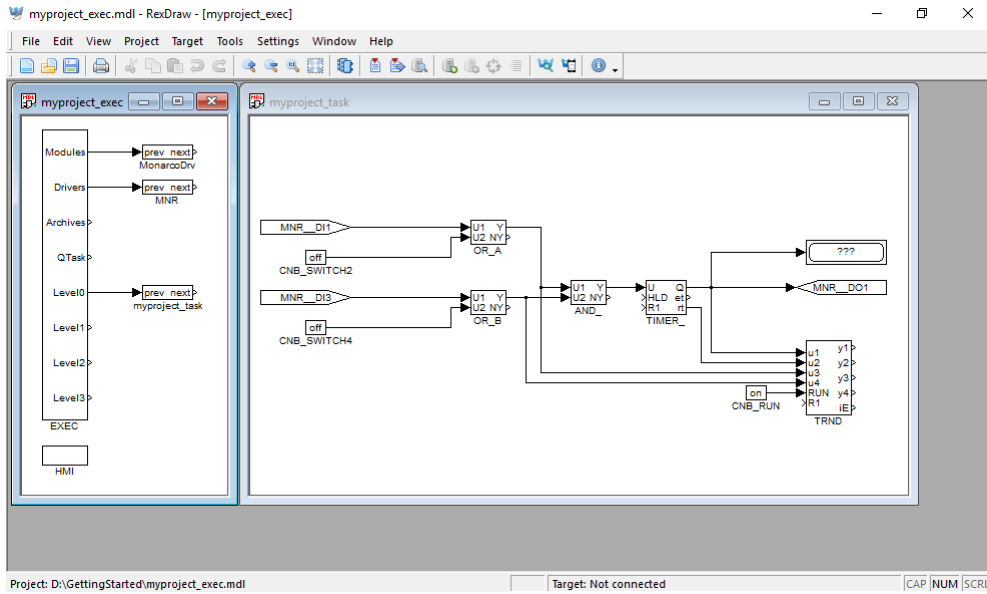 myproject_exec.mdl - RexDraw - [myproject_exec]
File Edit View Project Target Tools Settings Window Help
myproject_exec
Modules
prev next
MonarcoDrv
Drivers
prev next
MNR
Archives
QTask
Level0
prev next
myproject_task
Level1
Level2
Level3
EXEC
HMI
myproject_task
MNR__DI1
off
CNB_SWITCH2
U1 Y
U2 NY
OR_A
MNR__DI3
off
CNB_SWITCH4
U1 Y
U2 NY
OR_B
U1 Y
U2 NY
AND_
U Q
HLD et
R1 rt
TIMER_
???
MNR__DO1
on
CNB_RUN
u1 y1
u2 y2
u3 y3
u4
RUN y4
R1 iE
TRND
Project: D:\GettingStarted\myproject_exec.mdl Target: Not connected CAP NUM SCRL